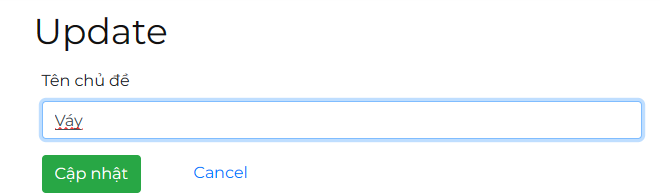 Update
Tên chủ đề
Váy
Cập nhật Cancel